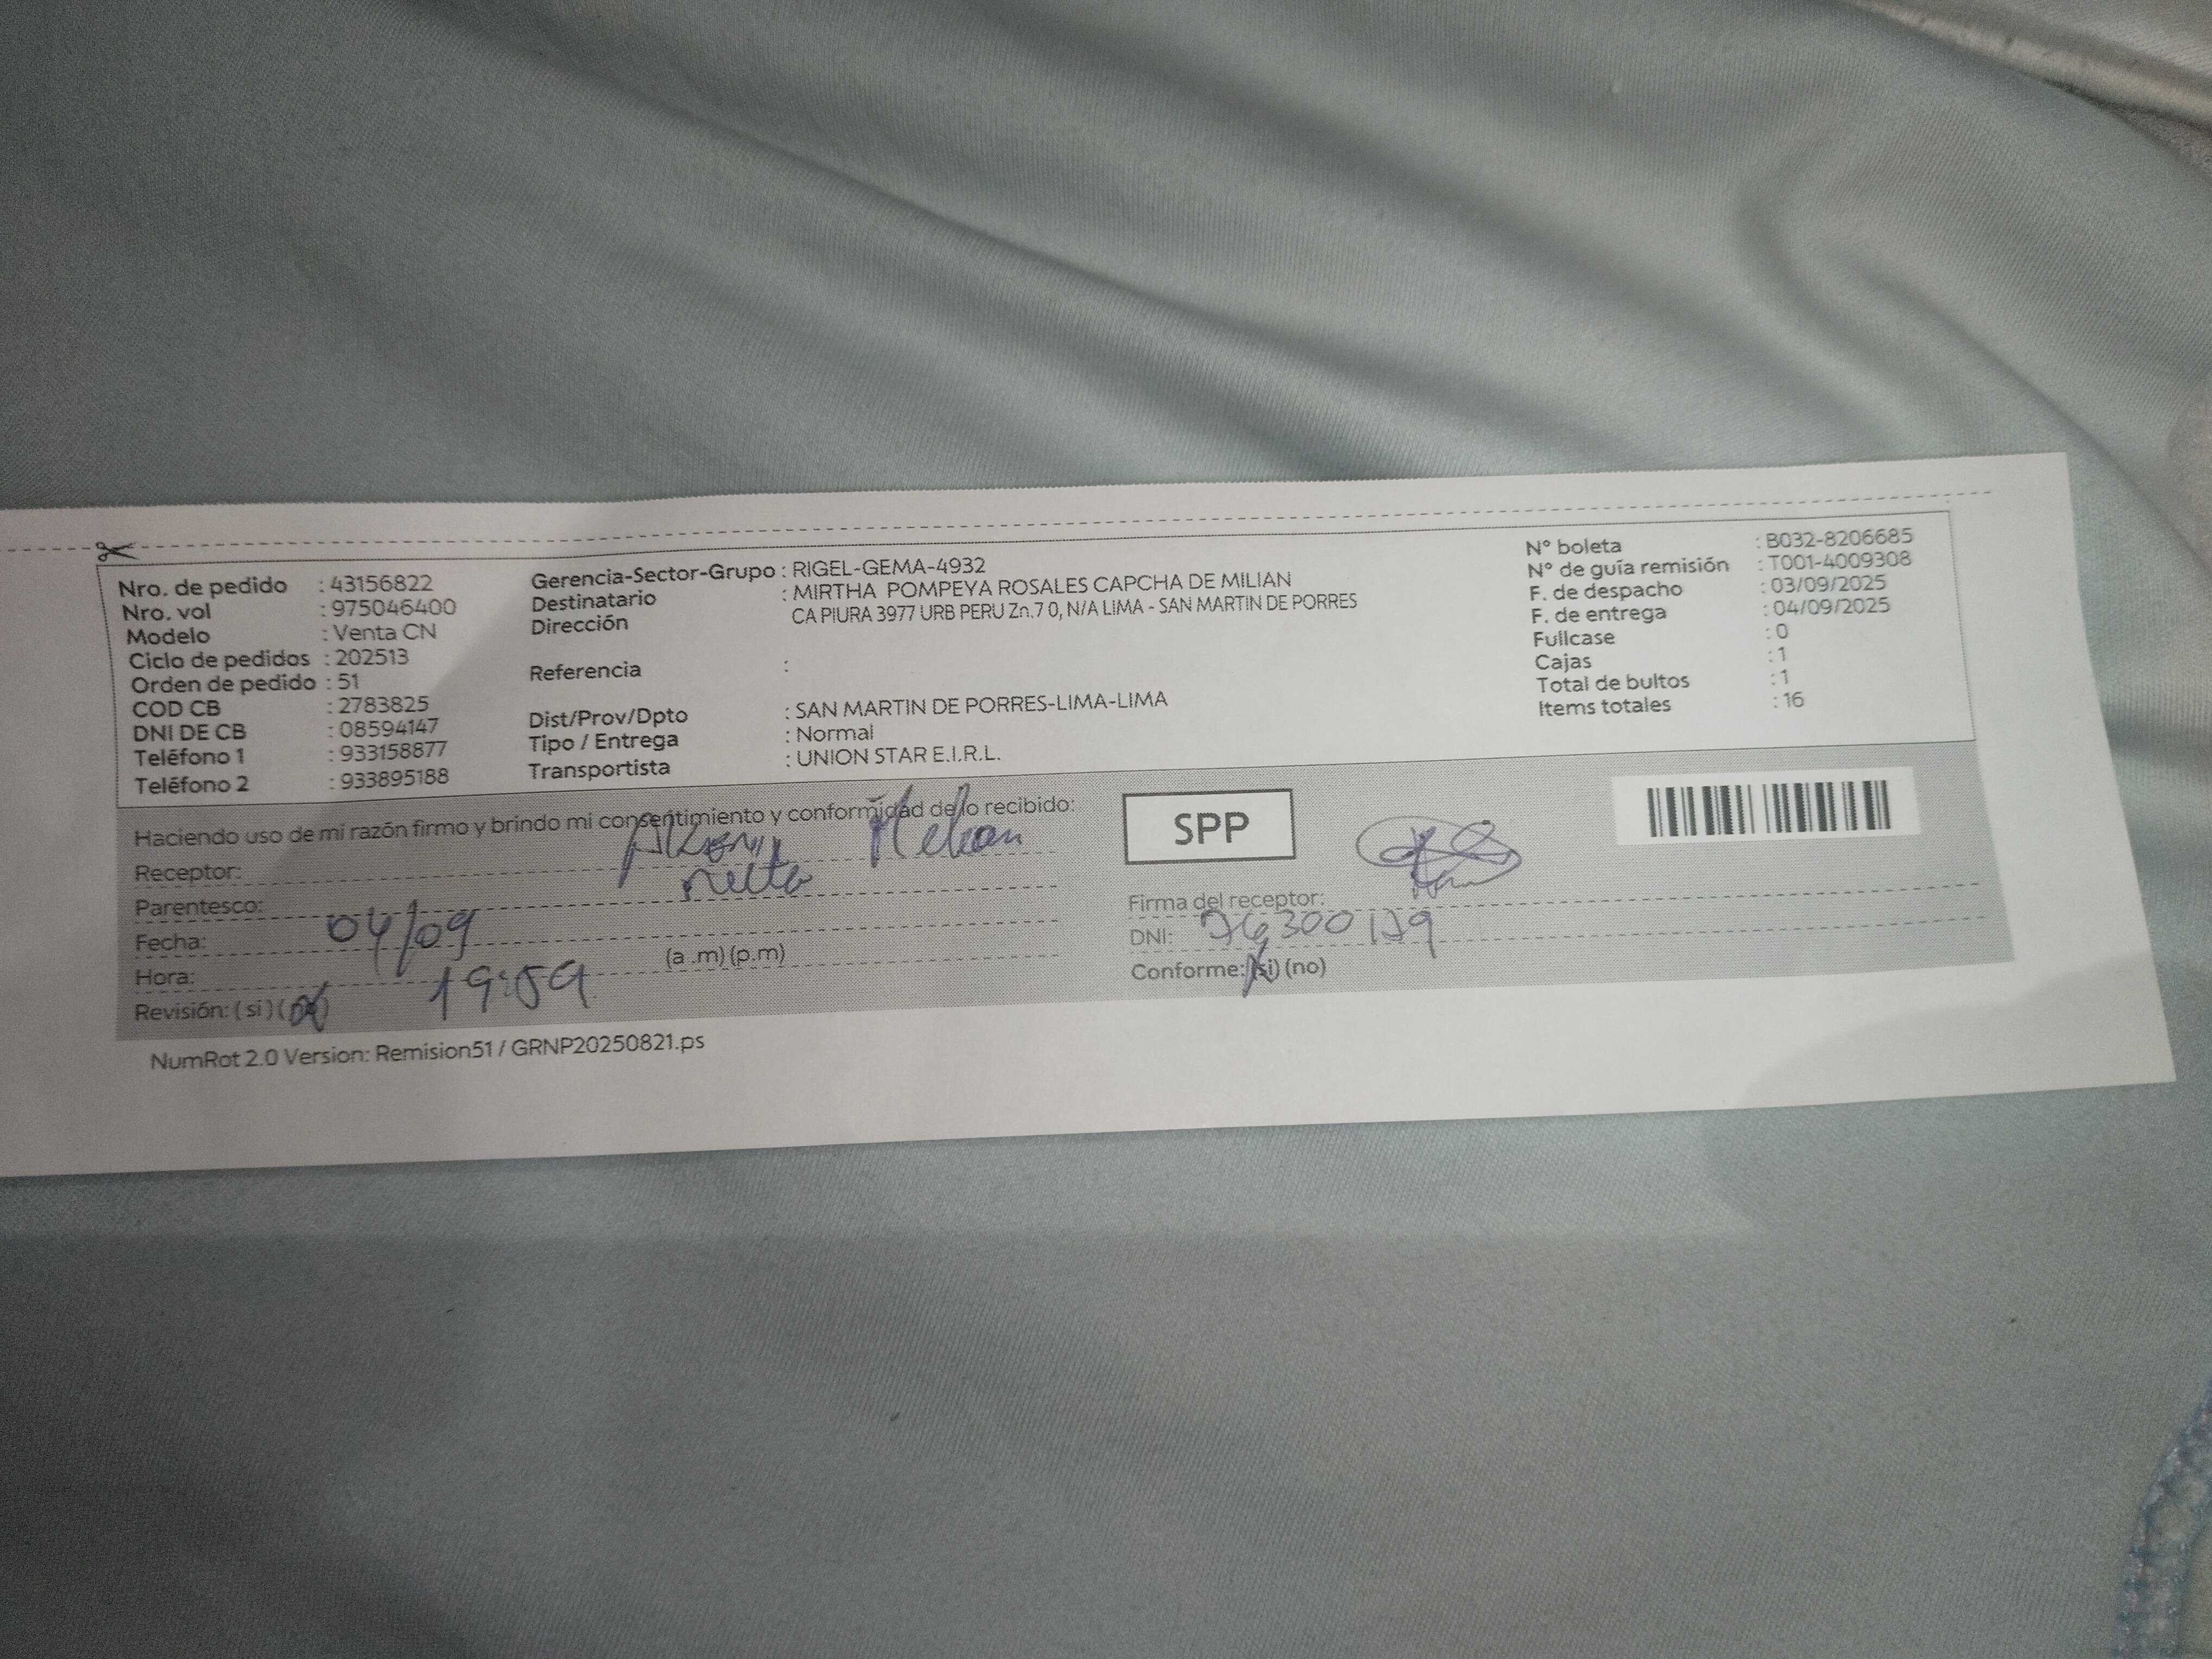 Nro. de pedido : 43156822
Nro. vol : 975046400
Modelo : Venta CN
Ciclo de pedidos : 202513
Orden de pedido : 51
COD CB : 2783825
DNI DE CB : 08594147
Teléfono 1 : 933158877
Teléfono 2 : 933895188
Gerencia-Sector-Grupo : RIGEL-GEMA-4932
Destinatario : MIRTHA POMPEYA ROSALES CAPCHA DE MILIAN
Dirección CA PIURA 3977 URB PERU Zn.7 0, N/A LIMA - SAN MARTIN DE PORRES
Referencia :
Dist/Prov/Dpto : SAN MARTIN DE PORRES-LIMA-LIMA
Tipo / Entrega : Normal
Transportista : UNION STAR E.I.R.L.
N° boleta : B032-8206685
N° de guía remisión : T001-4009308
F. de despacho : 03/09/2025
F. de entrega : 04/09/2025
Fullcase : 0
Cajas : 1
Total de bultos : 1
Items totales : 16
Haciendo uso de mi razón firmo y brindo mi consentimiento y conformidad de lo recibido:
Receptor:
Parentesco:
Fecha: 04/09
Hora: 19:59 (a .m) (p.m)
Revisión: ( si ) (
SPP
Firma del receptor:
DNI: 76300129
Conforme: (si) (no)
NumRot 2.0 Version: Remision51 / GRNP20250821.ps